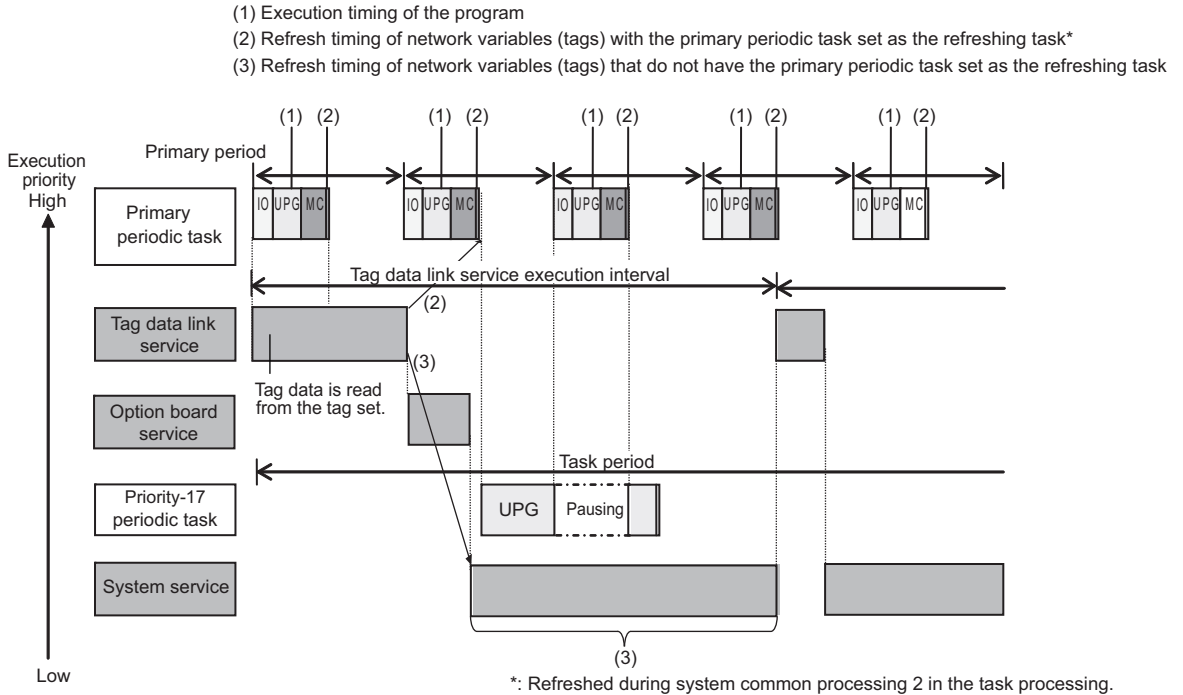 (1) Execution timing of the program
(2) Refresh timing of network variables (tags) with the primary periodic task set as the refreshing task*
(3) Refresh timing of network variables (tags) that do not have the primary periodic task set as the refreshing task
(1) (2) (1) (2) (1) (2) (1) (2) (1) (2)
Execution
priority
High
Primary period
Primary
periodic task
IO UPG MC IO UPG MC IO UPG MC IO UPG MC IO UPG MC
Tag data link service execution interval
(2)
Tag data link
service
(3)
Tag data is read
from the tag set.
Option board
service
Task period
Priority-17
periodic task
UPG Pausing
System service
(3)
Low
*: Refreshed during system common processing 2 in the task processing.